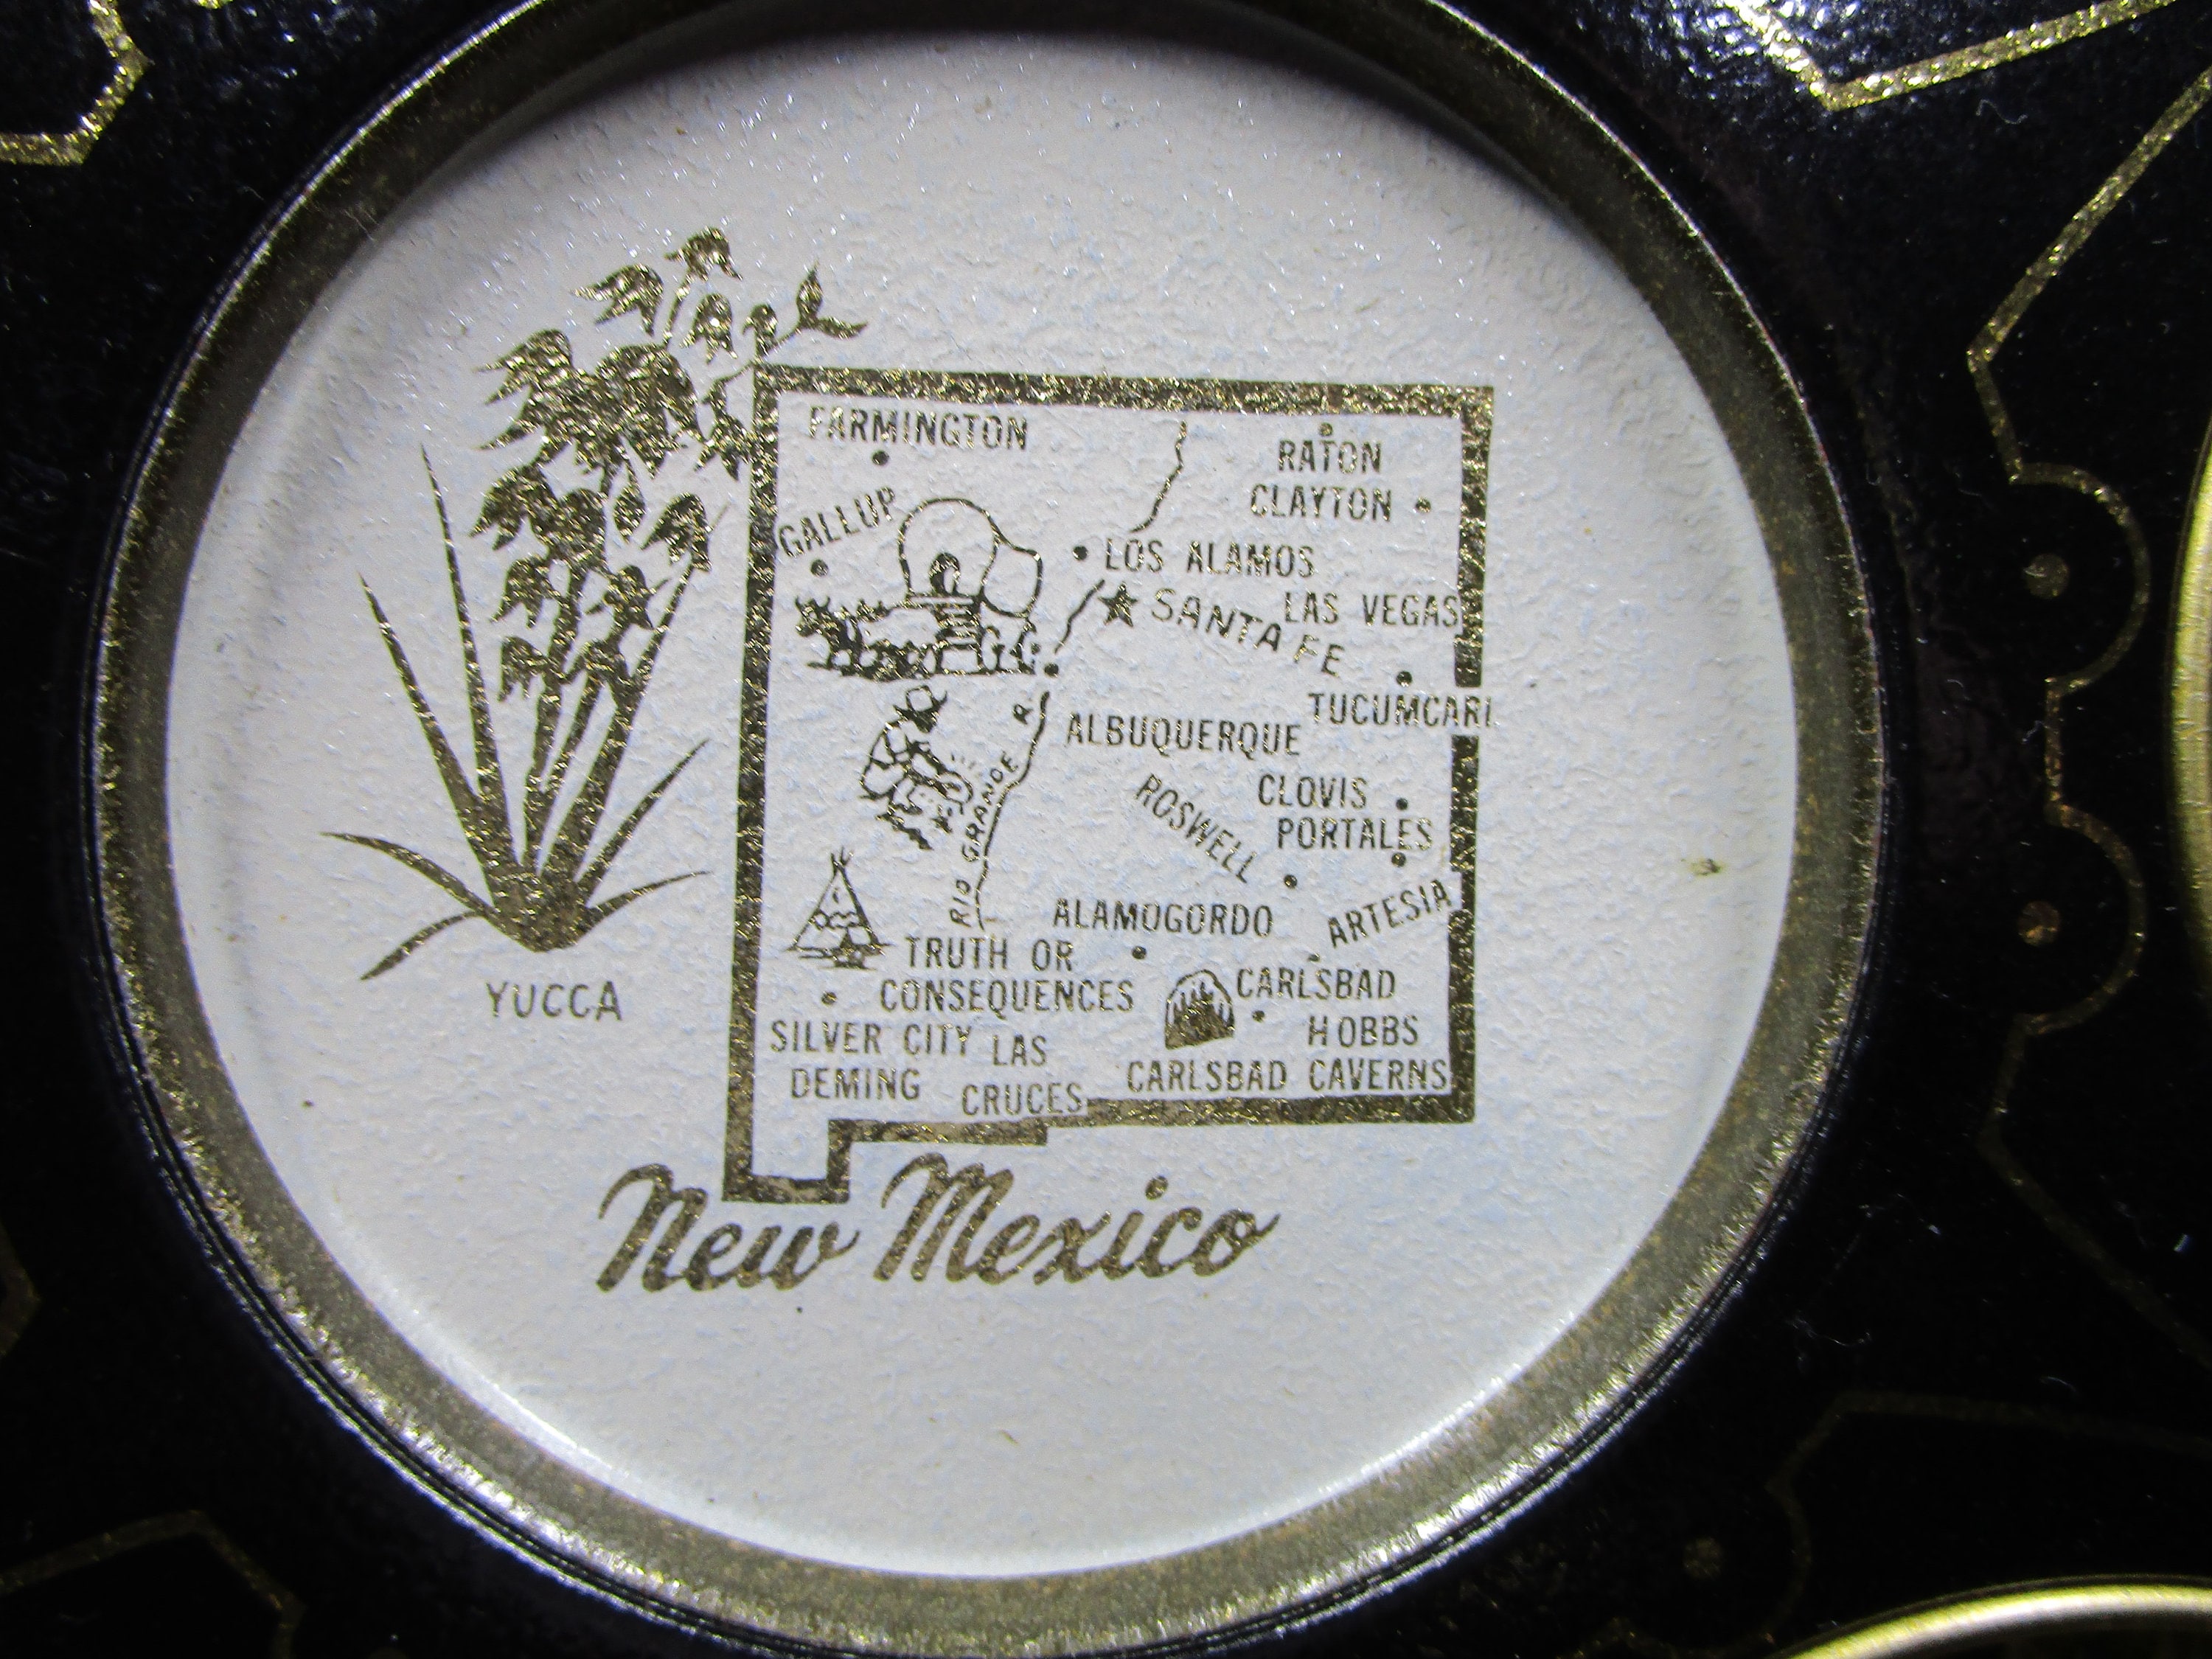 FARMINGTON
RATON
CLAYTON
GALLUP
LOS ALAMOS
SANTA FE
LAS VEGAS
TUCUMCARI
ALBUQUERQUE
RIO GRANDE R.
CLOVIS
PORTALES
ROSWELL
ALAMOGORDO
ARTESIA
TRUTH OR
CONSEQUENCES
CARLSBAD
YUCCA
SILVER CITY
LAS
CRUCES
HOBBS
DEMING
CARLSBAD CAVERNS
New Mexico